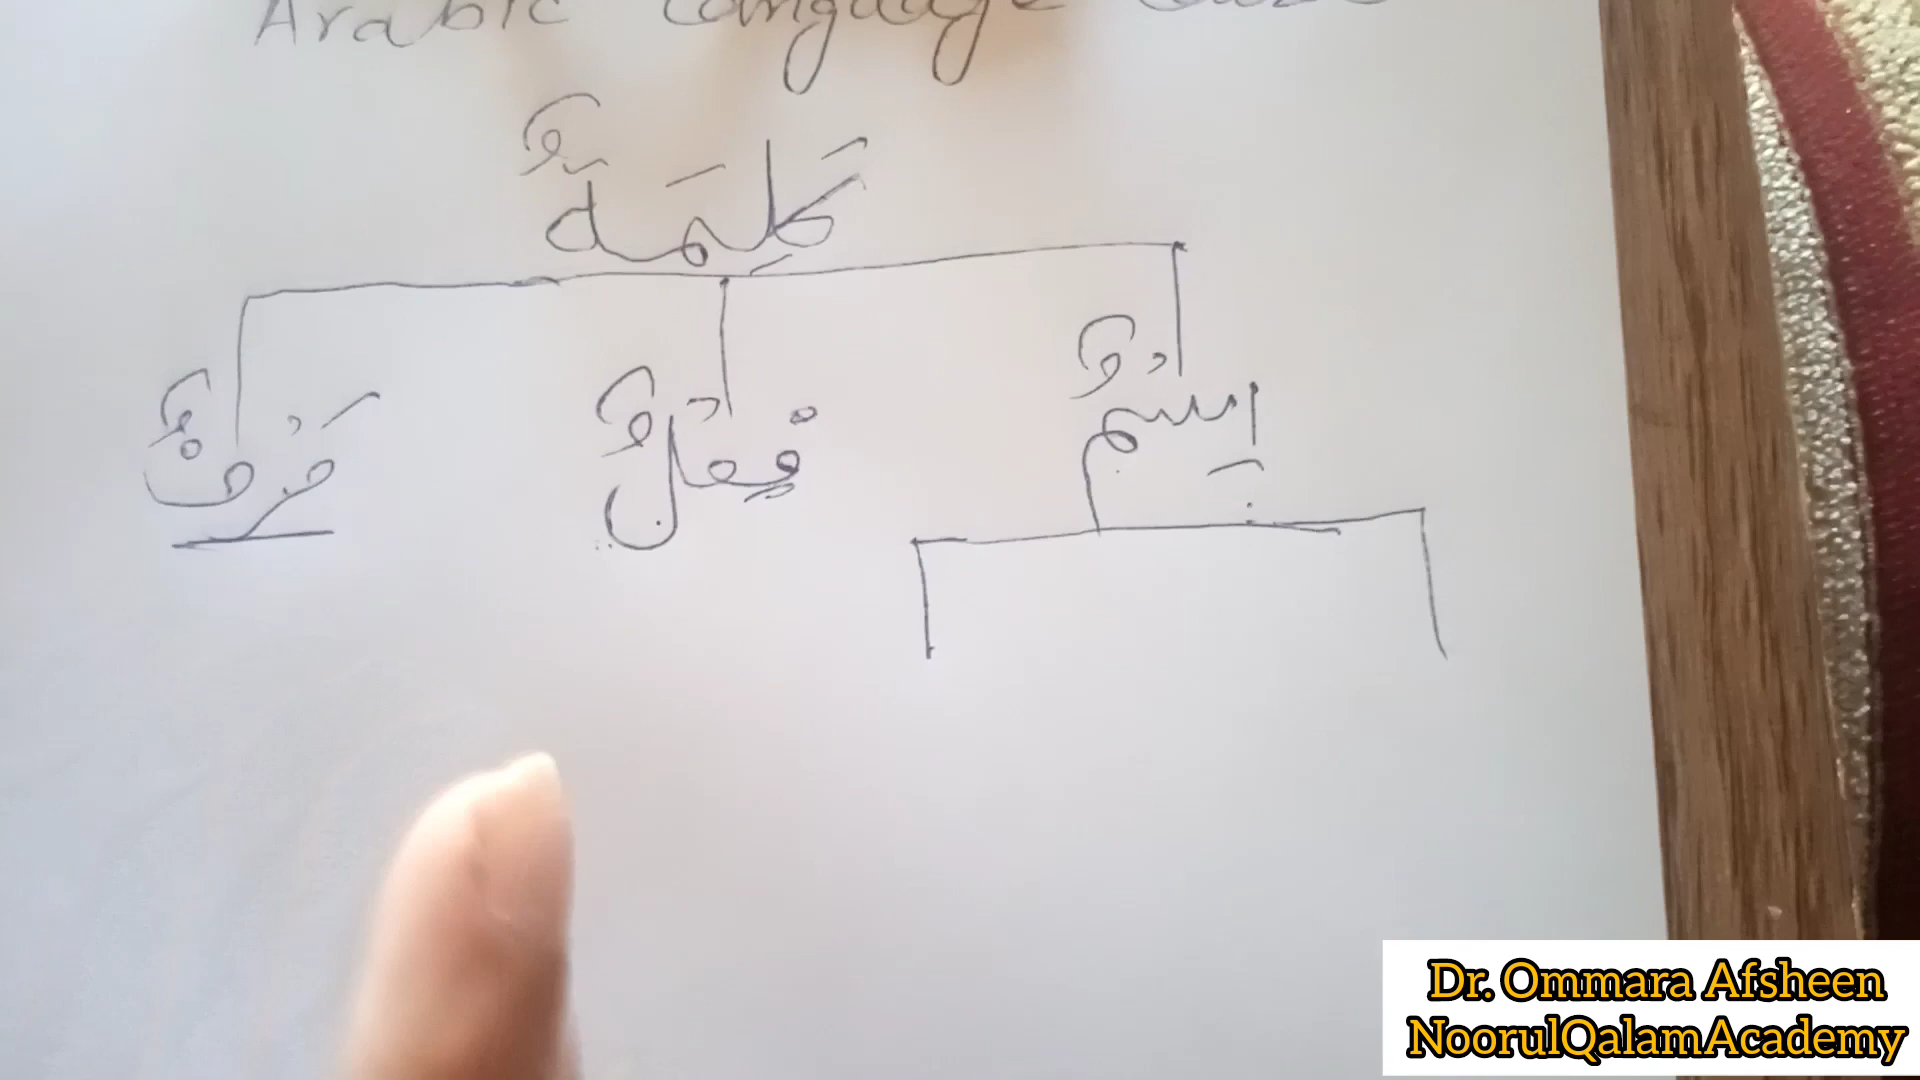 Arabic Language
كَلِمَةٌ
اِسْمٌ فِعْلٌ حَرْفٌ
Dr. Ommara Afsheen
NoorulQalamAcademy